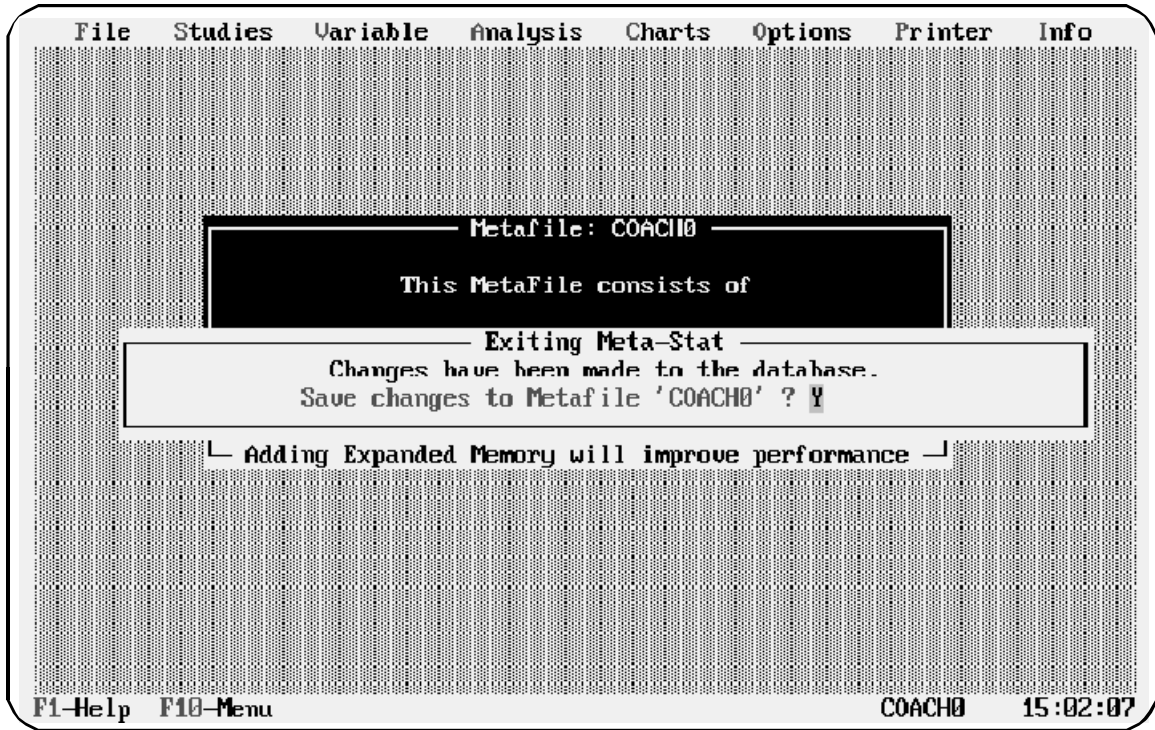 File Studies Variable Analysis Charts Options Printer Info
Metafile: COACH0
This MetaFile consists of
Exiting Meta-Stat
Changes have been made to the database.
Save changes to Metafile 'COACH0' ? Y
Adding Expanded Memory will improve performance
F1-Help F10-Menu COACH0 15:02:07